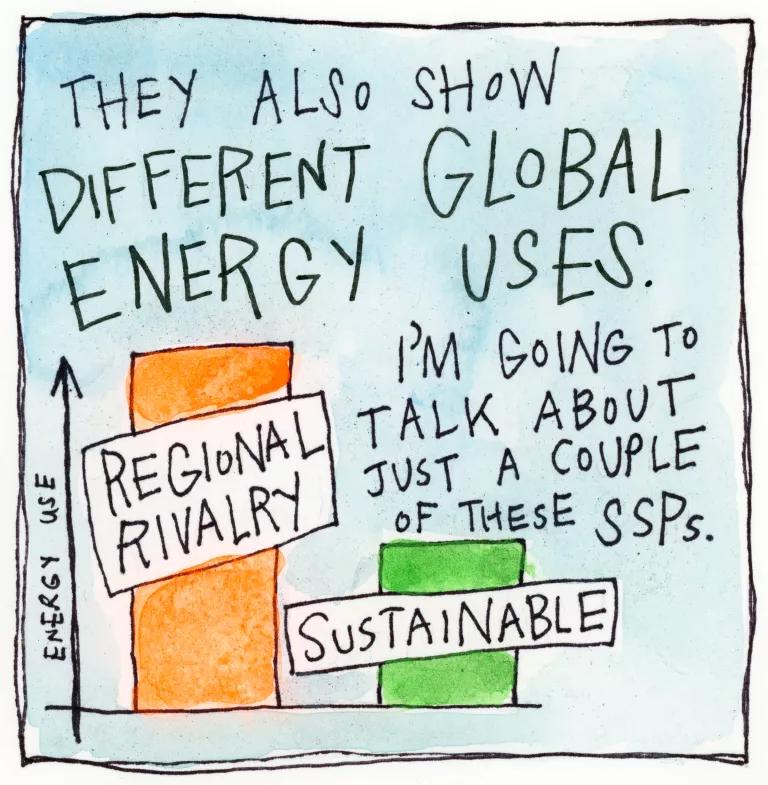 THEY ALSO SHOW
DIFFERENT GLOBAL
ENERGY USES.
I'M GOING TO
TALK ABOUT
JUST A COUPLE
OF THESE SSPs.
ENERGY USE
REGIONAL
RIVALRY
SUSTAINABLE